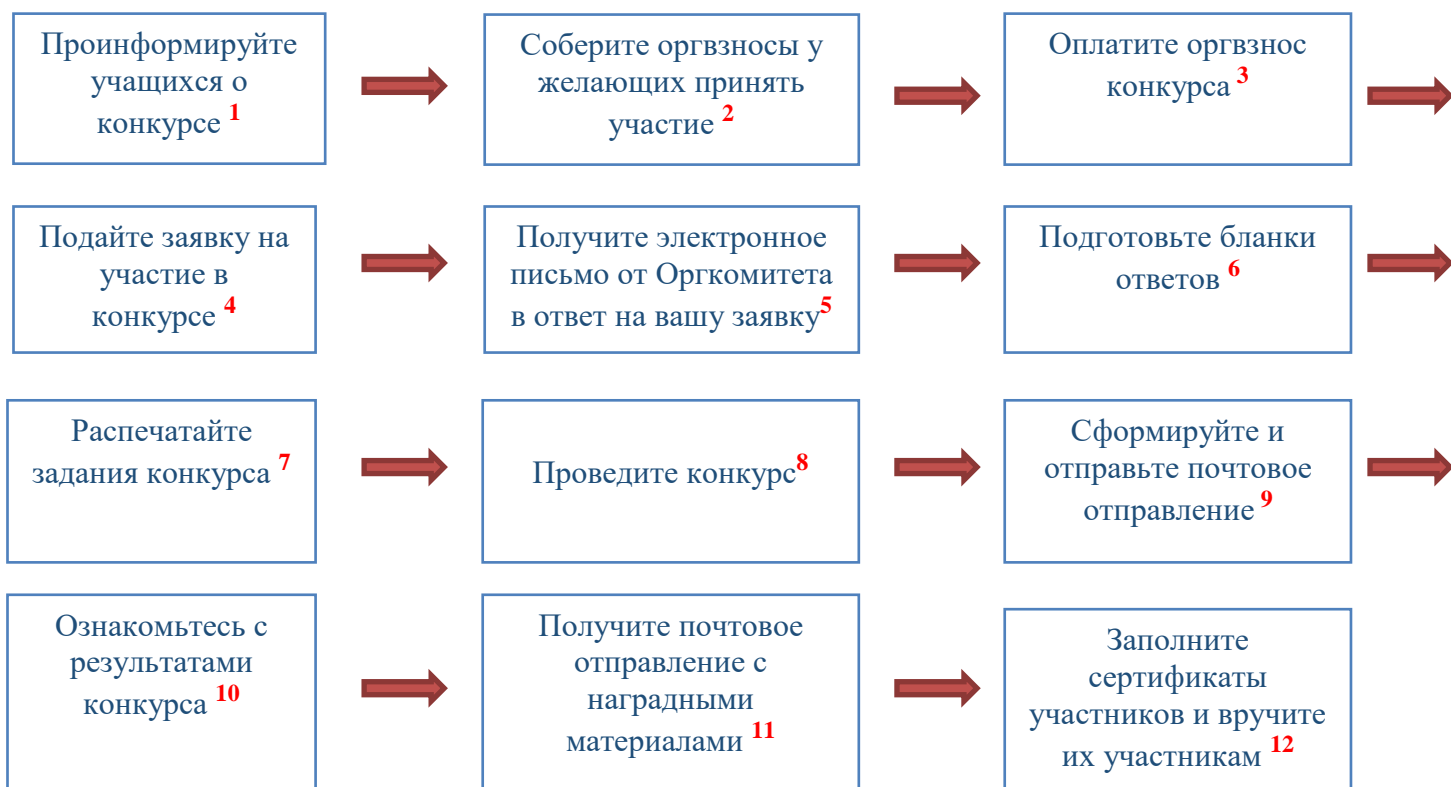 Проинформируйте
учащихся о
конкурсе 1
Соберите оргвзносы у
желающих принять
участие 2
Оплатите оргвзнос
конкурса 3
Подайте заявку на
участие в
конкурсе 4
Получите электронное
письмо от Оргкомитета
в ответ на вашу заявку5
Подготовьте бланки
ответов 6
Распечатайте
задания конкурса 7
Проведите конкурс8
Сформируйте и
отправьте почтовое
отправление 9
Ознакомьтесь с
результатами
конкурса 10
Получите почтовое
отправление с
наградными
материалами 11
Заполните
сертификаты
участников и вручите
их участникам 12